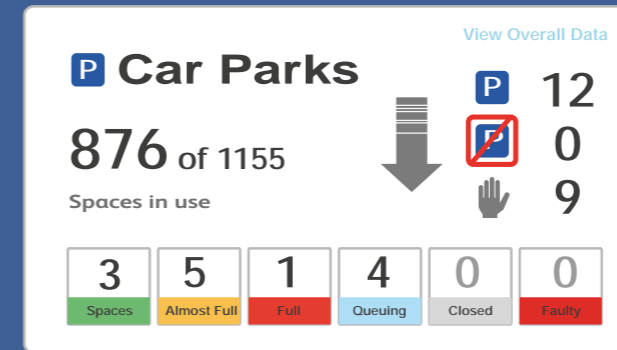 View Overall Data
P Car Parks
P 12
876 of 1155
P 0
Spaces in use
9
3 5 1 4 0 0
Spaces Almost Full Full Queuing Closed Faulty